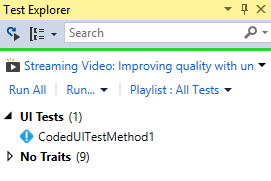 Test Explorer
Search
Streaming Video: Improving quality with un
Run All Run... Playlist : All Tests
UI Tests (1)
CodedUITestMethod1
No Traits (9)